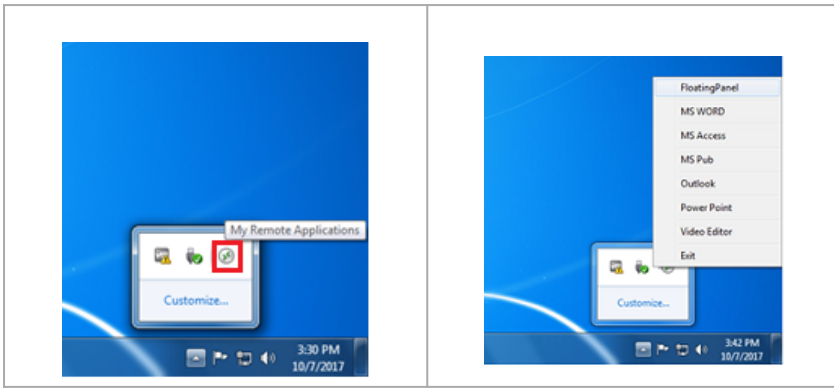 My Remote Applications
Customize...
3:30 PM
10/7/2017
FloatingPanel
MS WORD
MS Access
MS Pub
Outlook
Power Point
Video Editor
Exit
Customize...
3:42 PM
10/7/2017